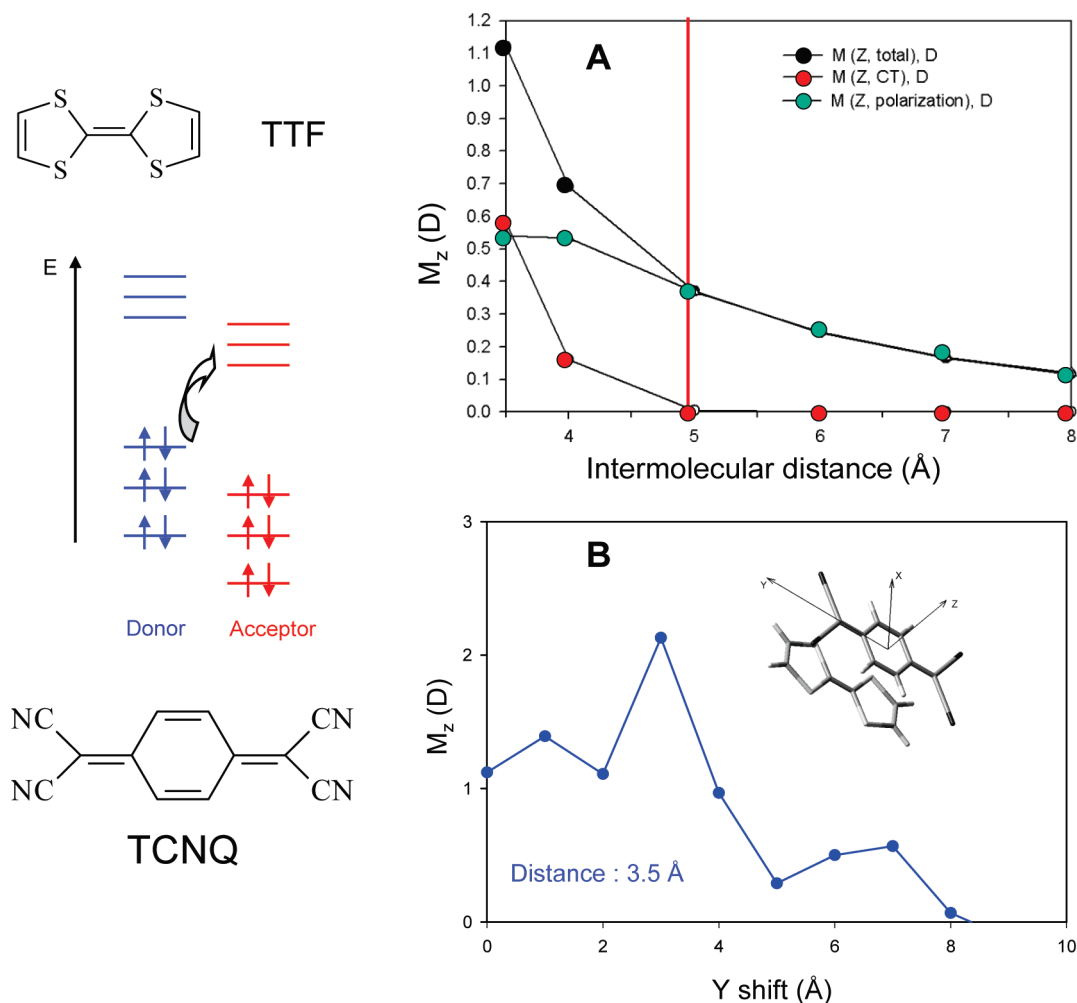 S
S
S
S
TTF
E
Donor
Acceptor
NC
CN
NC
CN
TCNQ
A
M (Z, total), D
M (Z, CT), D
M (Z, polarization), D
1.2
1.1
1.0
0.9
0.8
0.7
0.6
0.5
0.4
0.3
0.2
0.1
0.0
Mz (D)
4
5
6
7
8
Intermolecular distance (Å)
B
3
2
1
0
Mz (D)
Y
X
Z
Distance : 3.5 Å
0
2
4
6
8
10
Y shift (Å)